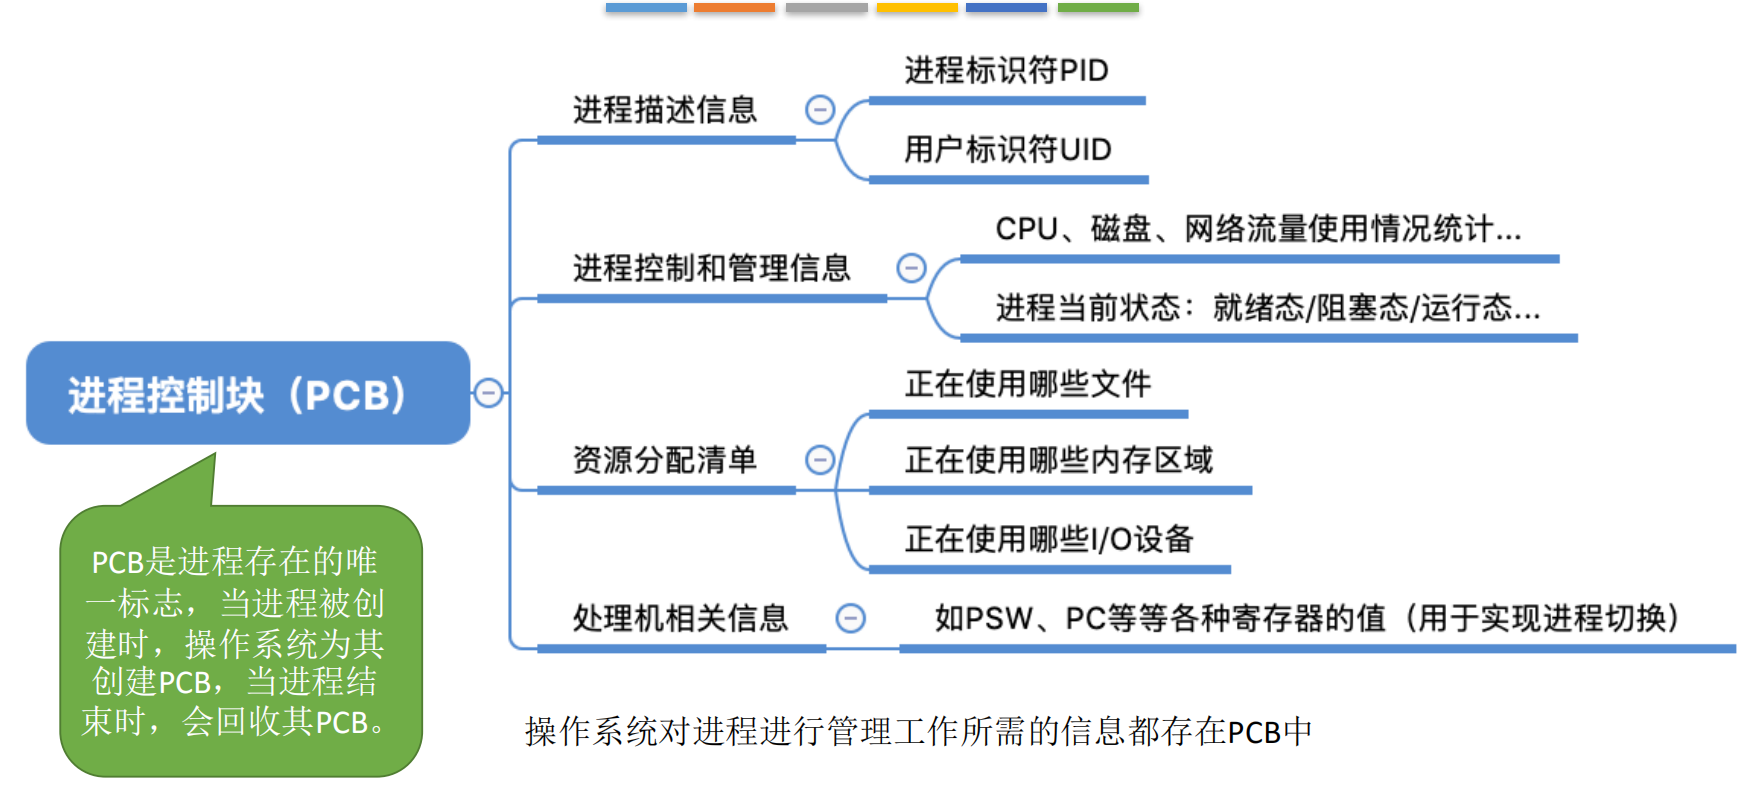 进程描述信息
进程标识符PID
用户标识符UID
进程控制和管理信息
CPU、磁盘、网络流量使用情况统计...
进程当前状态：就绪态/阻塞态/运行态...
进程控制块（PCB）
资源分配清单
正在使用哪些文件
正在使用哪些内存区域
正在使用哪些I/O设备
处理机相关信息
如PSW、PC等等各种寄存器的值（用于实现进程切换）
PCB是进程存在的唯
一标志，当进程被创
建时，操作系统为其
创建PCB，当进程结
束时，会回收其PCB。
操作系统对进程进行管理工作所需的信息都存在PCB中